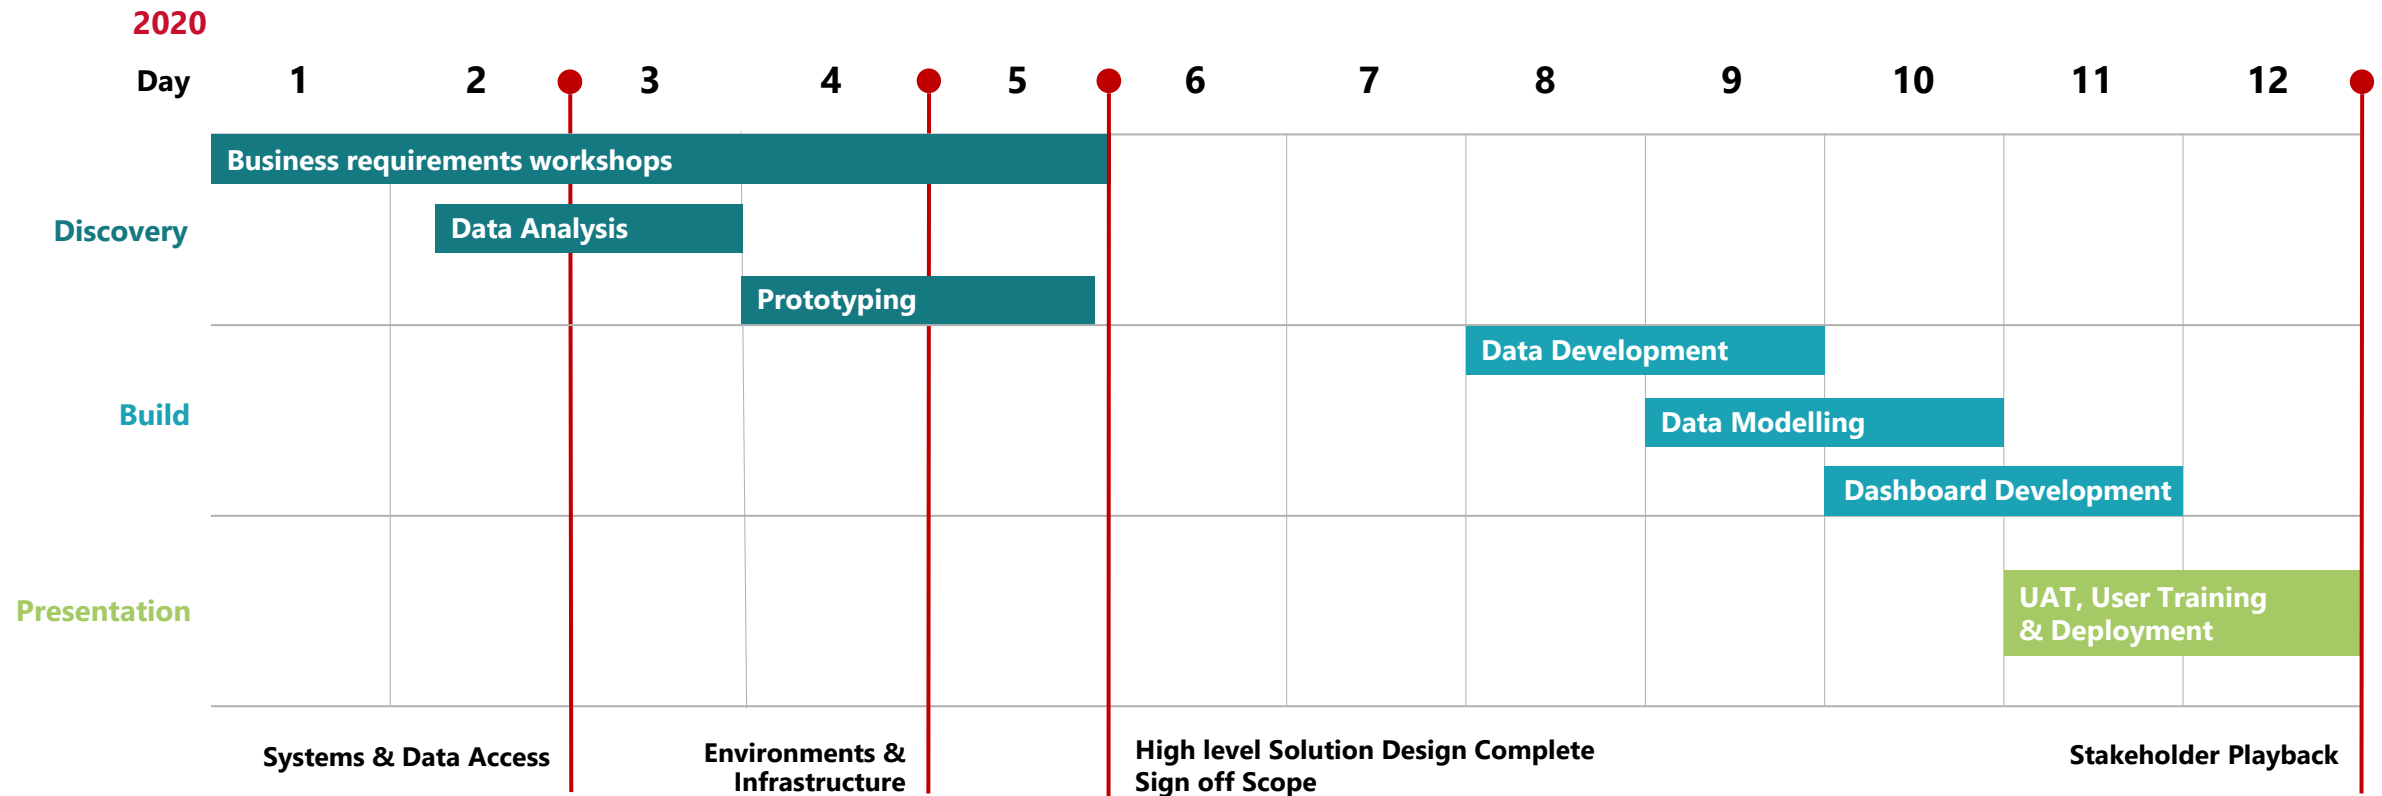 2020
Day 1 2 3 4 5 6 7 8 9 10 11 12
Business requirements workshops
Discovery
Data Analysis
Prototyping
Build
Data Development
Data Modelling
Dashboard Development
Presentation
UAT, User Training
& Deployment
Systems & Data Access
Environments &
Infrastructure
High level Solution Design Complete
Sign off Scope
Stakeholder Playback